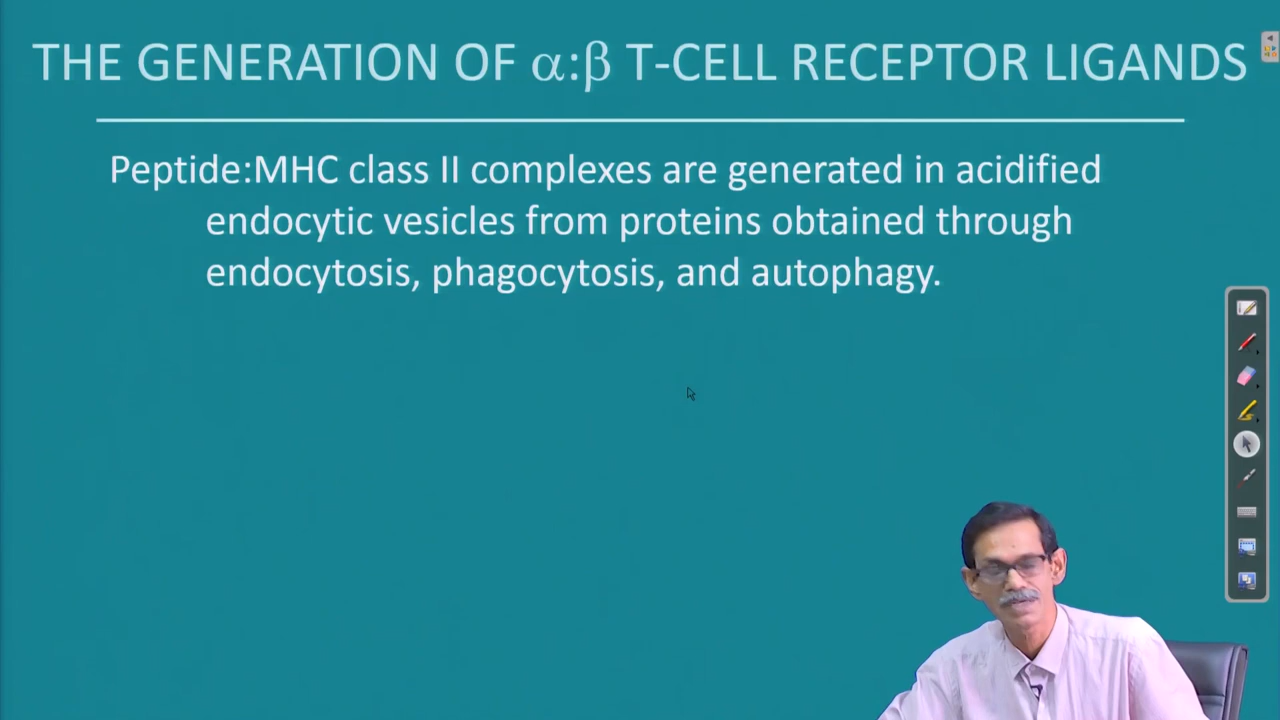 THE GENERATION OF α:β T-CELL RECEPTOR LIGANDS
Peptide:MHC class II complexes are generated in acidified
endocytic vesicles from proteins obtained through
endocytosis, phagocytosis, and autophagy.